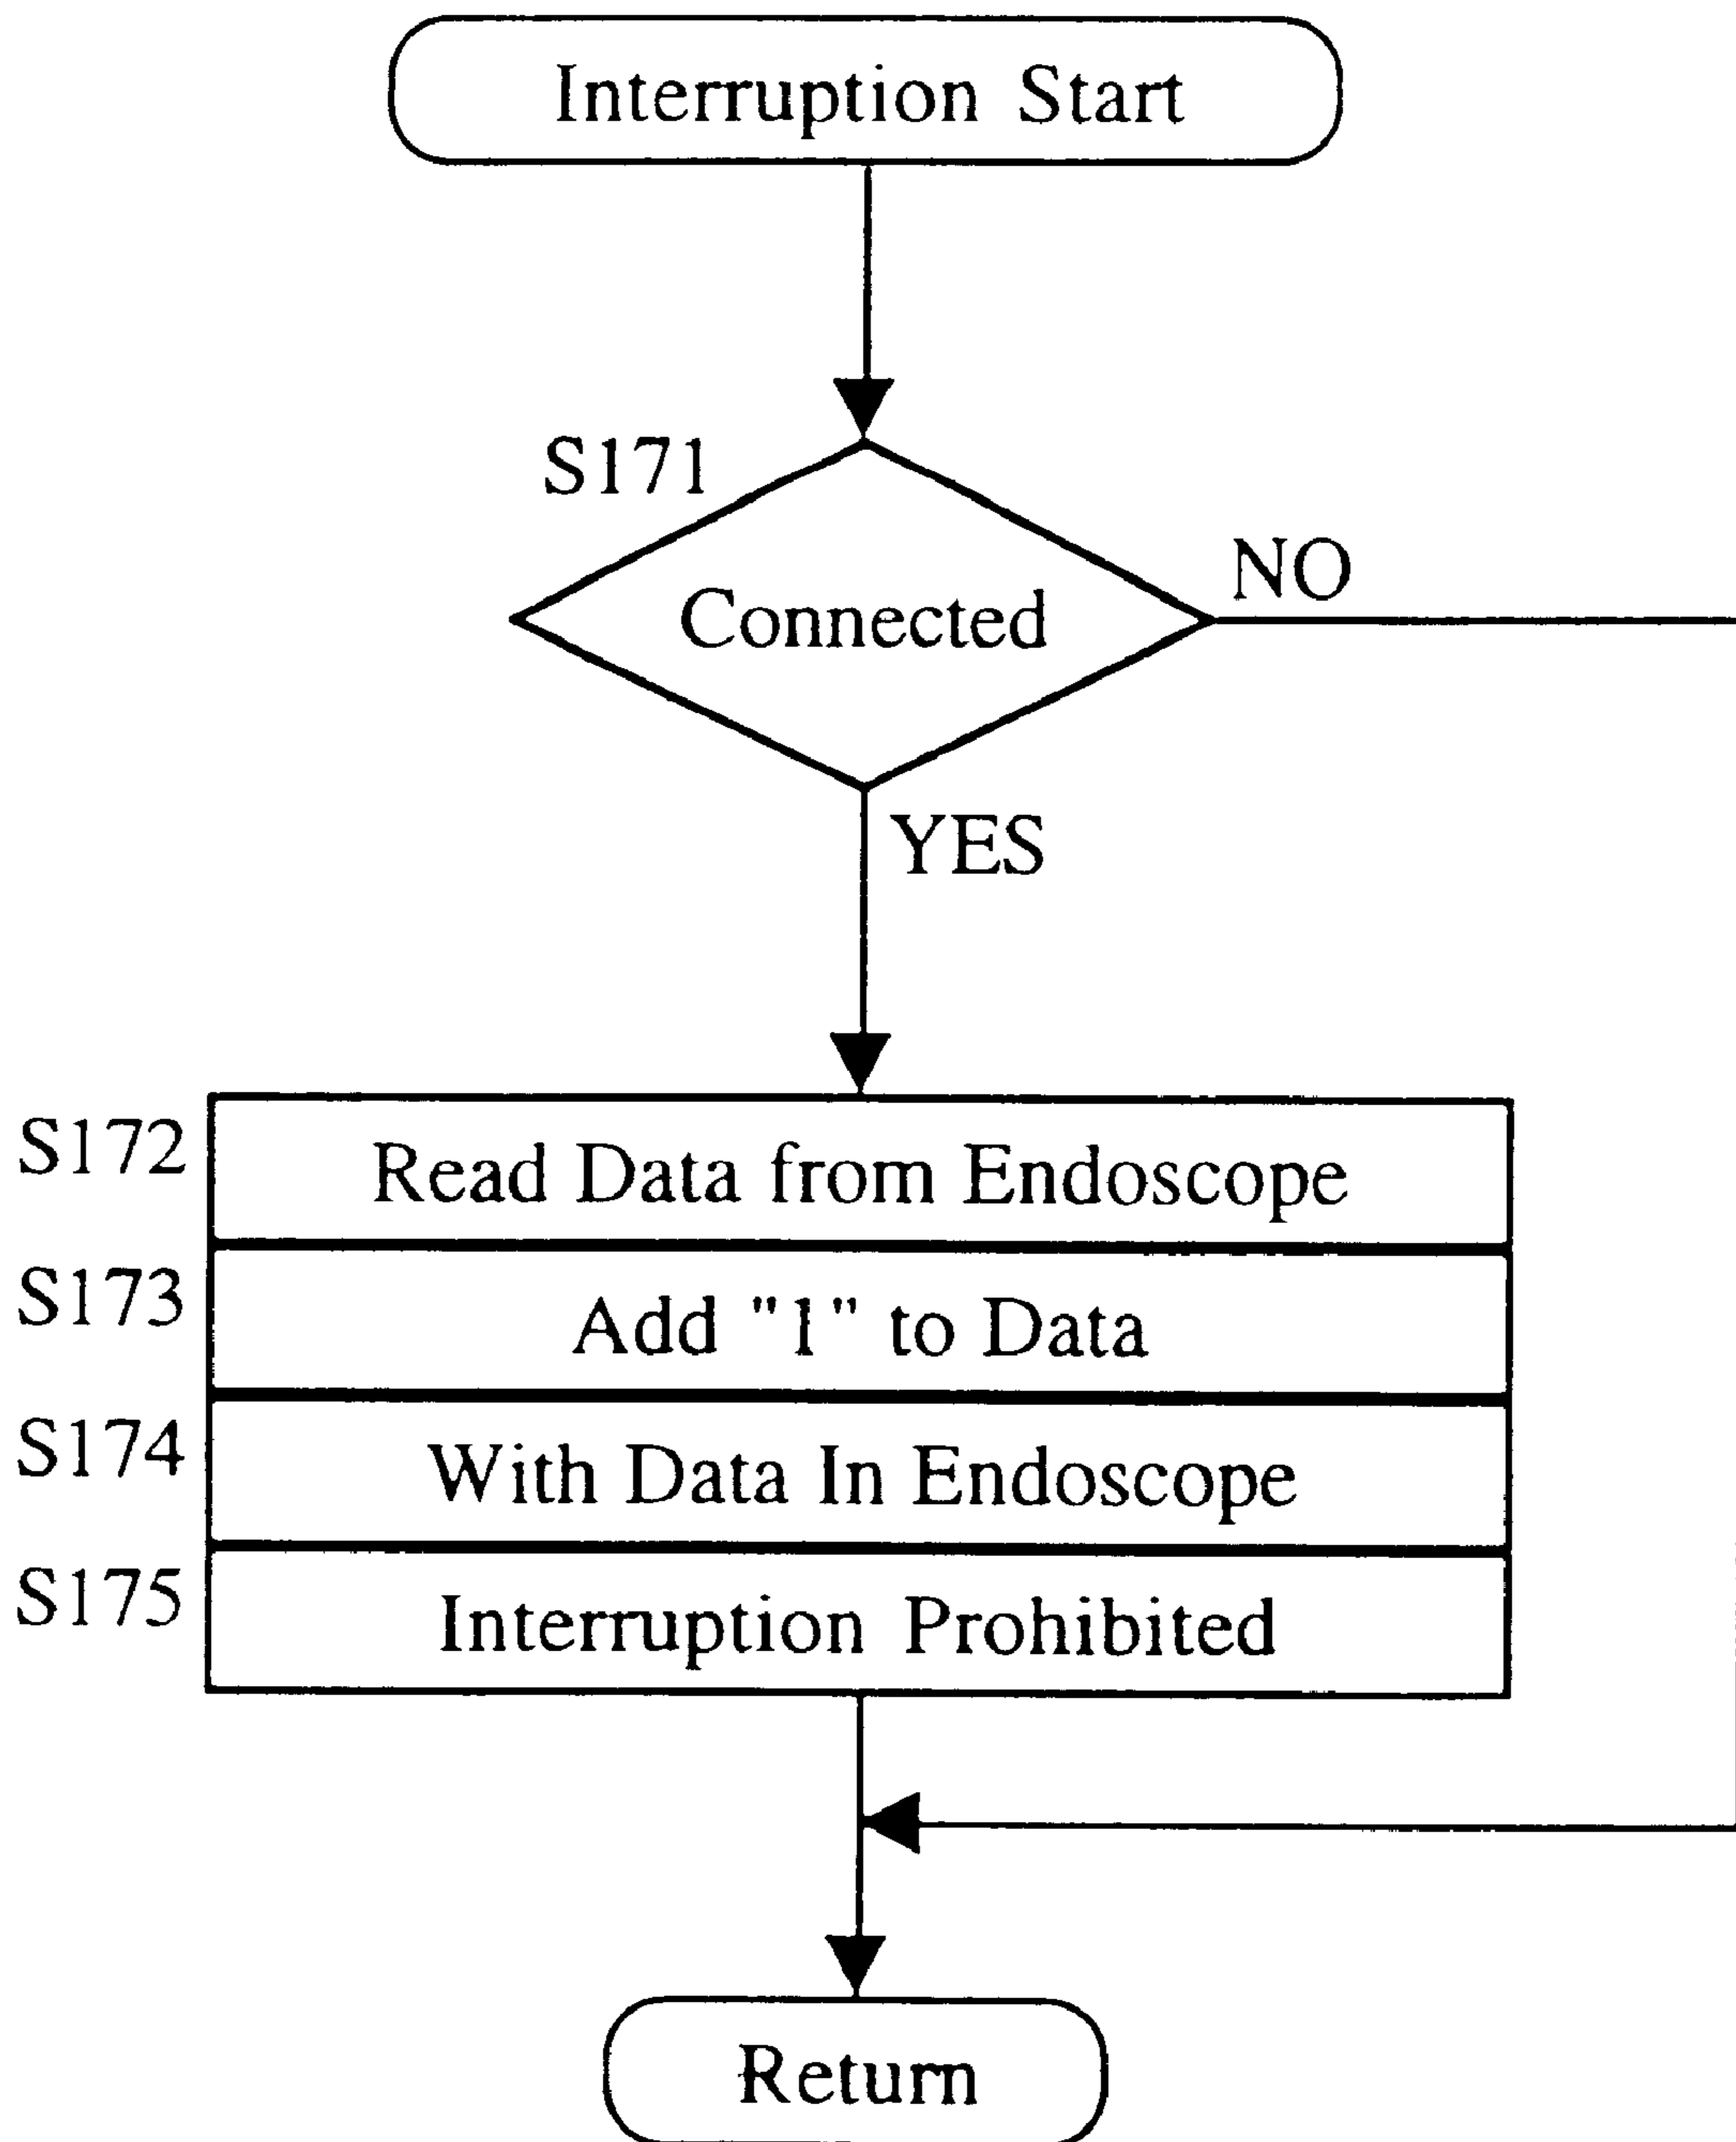 Interruption Start
S171
Connected
NO
YES
S172
Read Data from Endoscope
S173
Add "1" to Data
S174
With Data In Endoscope
S175
Interruption Prohibited
Return